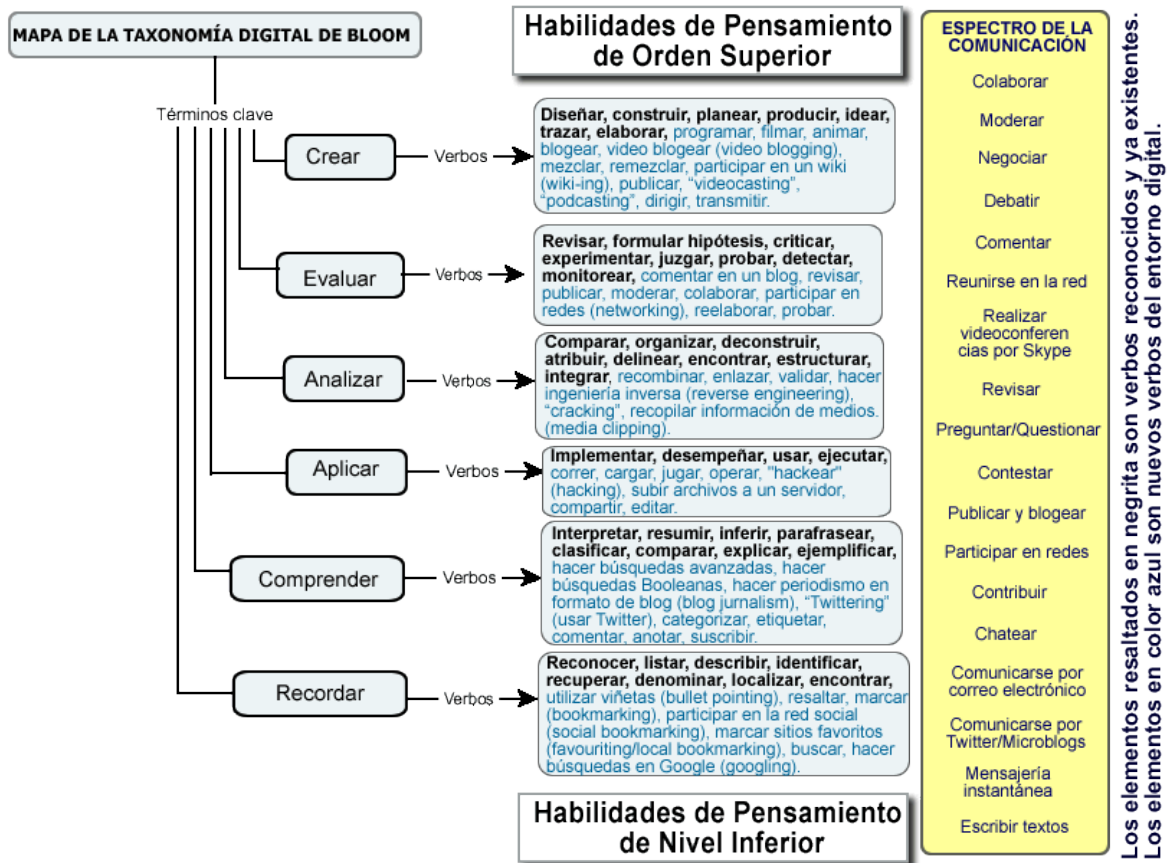 MAPA DE LA TAXONOMÍA DIGITAL DE BLOOM
Términos clave
Habilidades de Pensamiento
de Orden Superior
Crear
Verbos
Diseñar, construir, planear, producir, idear,
trazar, elaborar, programar, filmar, animar,
blogear, video blogear (video blogging),
mezclar, remezclar, participar en un wiki
(wiki-ing), publicar, “videocasting”,
“podcasting”, dirigir, transmitir.
Evaluar
Verbos
Revisar, formular hipótesis, criticar,
experimentar, juzgar, probar, detectar,
monitorear, comentar en un blog, revisar,
publicar, moderar, colaborar, participar en
redes (networking), reelaborar, probar.
Analizar
Verbos
Comparar, organizar, deconstruir,
atribuir, delinear, encontrar, estructurar,
integrar, recombinar, enlazar, validar, hacer
ingeniería inversa (reverse engineering),
“cracking”, recopilar información de medios.
(media clipping).
Aplicar
Verbos
Implementar, desempeñar, usar, ejecutar,
correr, cargar, jugar, operar, "hackear"
(hacking), subir archivos a un servidor,
compartir, editar.
Comprender
Verbos
Interpretar, resumir, inferir, parafrasear,
clasificar, comparar, explicar, ejemplificar,
hacer búsquedas avanzadas, hacer
búsquedas Booleanas, hacer periodismo en
formato de blog (blog jurnalism), “Twittering”
(usar Twitter), categorizar, etiquetar,
comentar, anotar, suscribir.
Recordar
Verbos
Reconocer, listar, describir, identificar,
recuperar, denominar, localizar, encontrar,
utilizar viñetas (bullet pointing), resaltar, marcar
(bookmarking), participar en la red social
(social bookmarking), marcar sitios favoritos
(favouriting/local bookmarking), buscar, hacer
búsquedas en Google (googling).
Habilidades de Pensamiento
de Nivel Inferior
ESPECTRO DE LA
COMUNICACIÓN
Colaborar
Moderar
Negociar
Debatir
Comentar
Reunirse en la red
Realizar
videoconferen
cias por Skype
Revisar
Preguntar/Questionar
Contestar
Publicar y blogear
Participar en redes
Contribuir
Chatear
Comunicarse por
correo electrónico
Comunicarse por
Twitter/Microblogs
Mensajería
instantánea
Escribir textos
Los elementos resaltados en negrita son verbos reconocidos y ya existentes.
Los elementos en color azul son nuevos verbos del entorno digital.